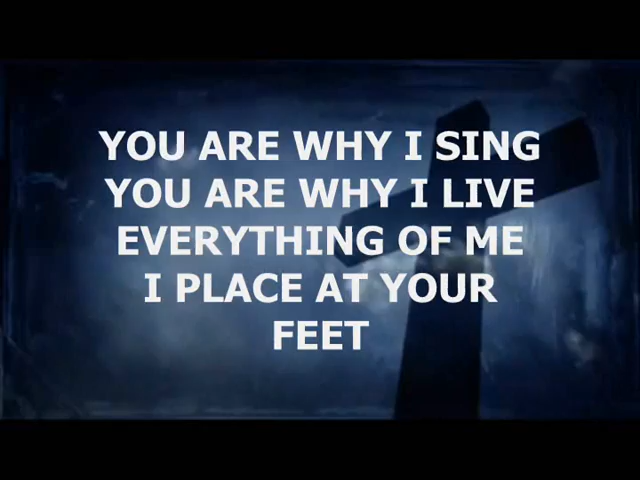 YOU ARE WHY I SING
YOU ARE WHY I LIVE
EVERYTHING OF ME
I PLACE AT YOUR
FEET